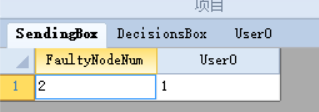 项目
SendingBox DecisionsBox User0
FaultyNodeNum User0
1 2 1